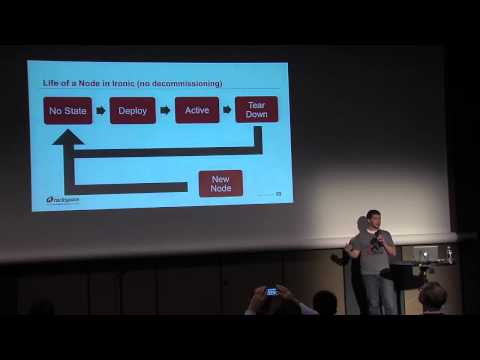 Life of a Node in Ironic (no decommissioning)
No State
Deploy
Active
Tear
Down
New
Node
rackspace